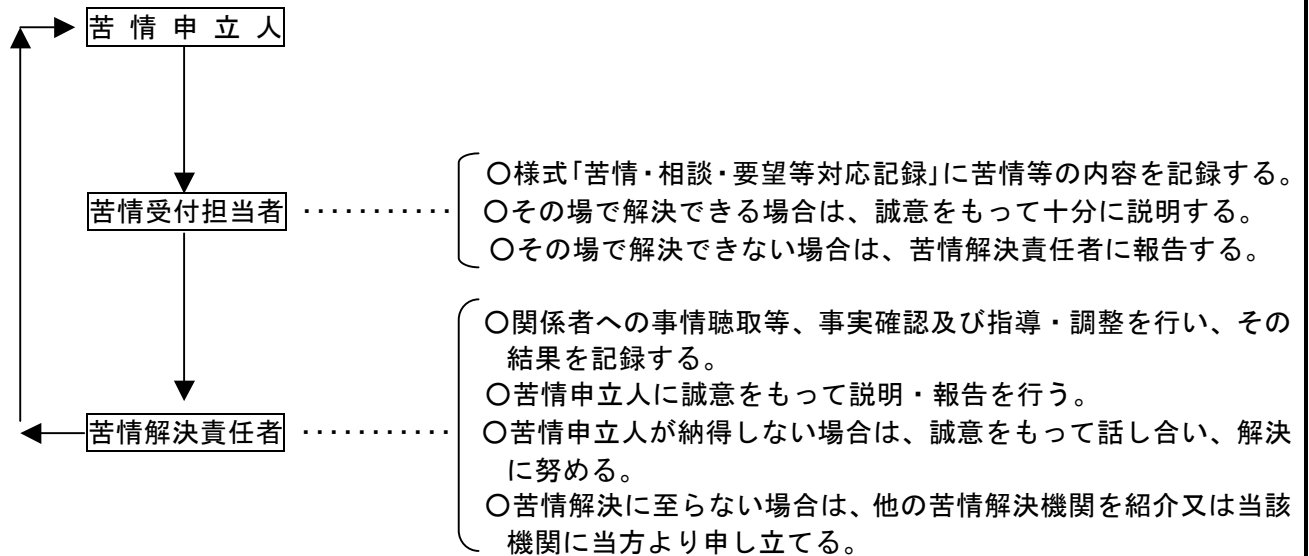 苦情申立人
〇様式「苦情・相談・要望等対応記録」に苦情等の内容を記録する。
苦情受付担当者 ・・・・・・・・・・・ 〇その場で解決できる場合は、誠意をもって十分に説明する。
〇その場で解決できない場合は、苦情解決責任者に報告する。
〇関係者への事情聴取等、事実確認及び指導・調整を行い、その
結果を記録する。
〇苦情申立人に誠意をもって説明・報告を行う。
苦情解決責任者 ・・・・・・・・・・・ 〇苦情申立人が納得しない場合は、誠意をもって話し合い、解決
に努める。
〇苦情解決に至らない場合は、他の苦情解決機関を紹介又は当該
機関に当方より申し立てる。